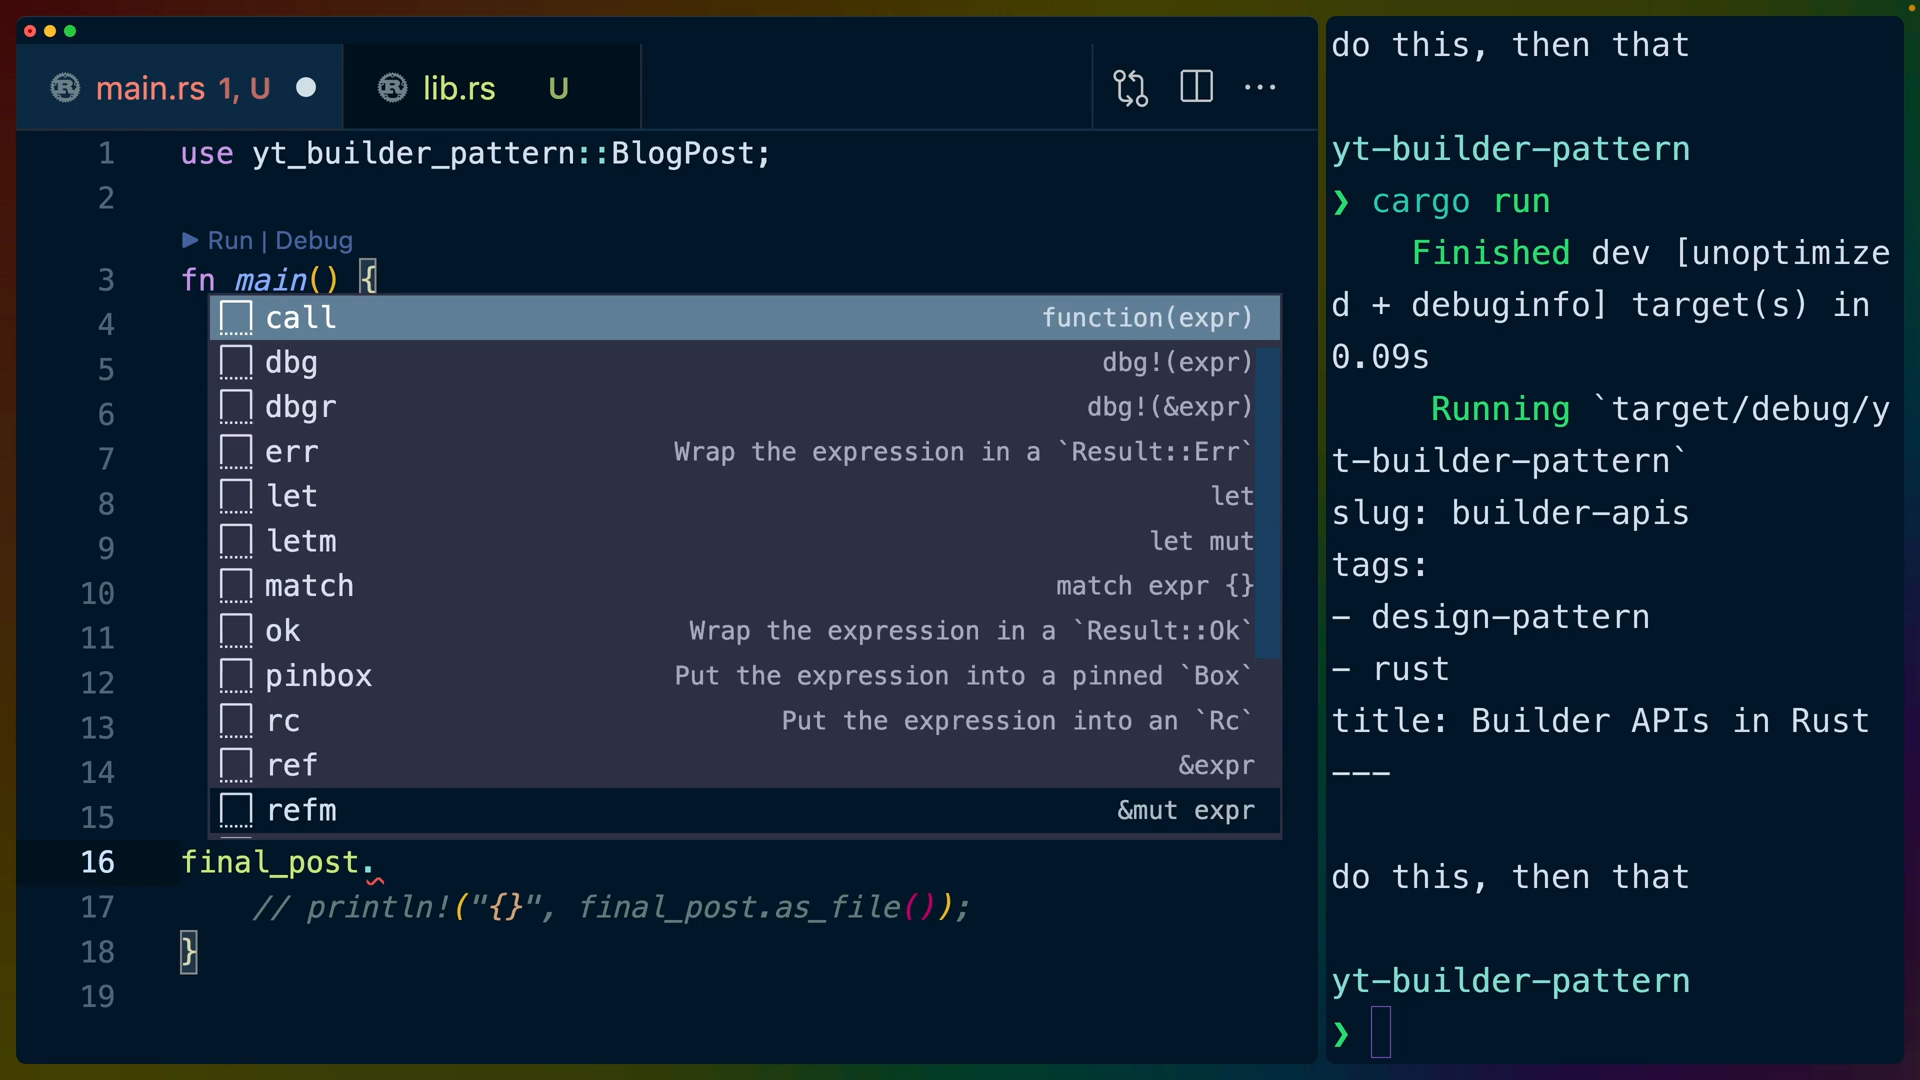 main.rs 1, U
lib.rs U
1 use yt_builder_pattern::BlogPost;
2
Run | Debug
3 fn main() {
4
5
6
7
8
9
10
11
12
13
14
15
call function(expr)
dbg dbg!(expr)
dbgr dbg!(&expr)
err Wrap the expression in a `Result::Err`
let let
letm let mut
match match expr {}
ok Wrap the expression in a `Result::Ok`
pinbox Put the expression into a pinned `Box`
rc Put the expression into an `Rc`
ref &expr
refm &mut expr
16 final_post.
17 // println!("{}", final_post.as_file());
18 }
19
do this, then that
yt-builder-pattern
❯ cargo run
Finished dev [unoptimize
d + debuginfo] target(s) in
0.09s
Running `target/debug/y
t-builder-pattern`
slug: builder-apis
tags:
- design-pattern
- rust
title: Builder APIs in Rust
---
do this, then that
yt-builder-pattern
❯